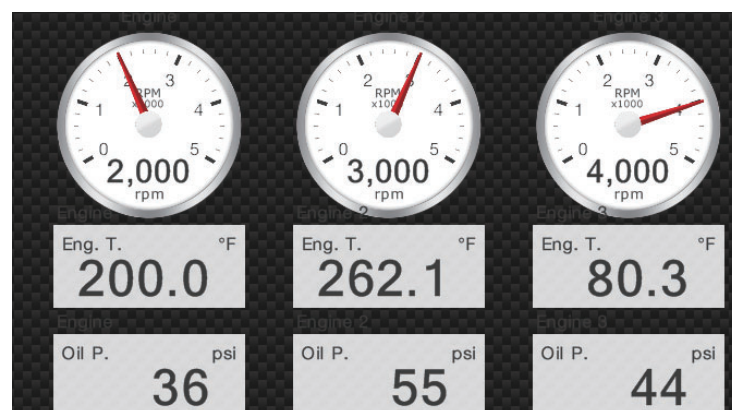 Engine Engine 2 Engine 3
2 3 2 3 2 3
RPM RPM RPM
x1000 x1000 x1000
1 4 1 4 1 4
0 5 0 5 0 5
2,000 3,000 4,000
rpm rpm rpm
Engine Engine 2 Engine 3
Eng. T. °F Eng. T. °F Eng. T. °F
200.0 262.1 80.3
Engine Engine 2 Engine 3
Oil P. psi Oil P. psi Oil P. psi
36 55 44